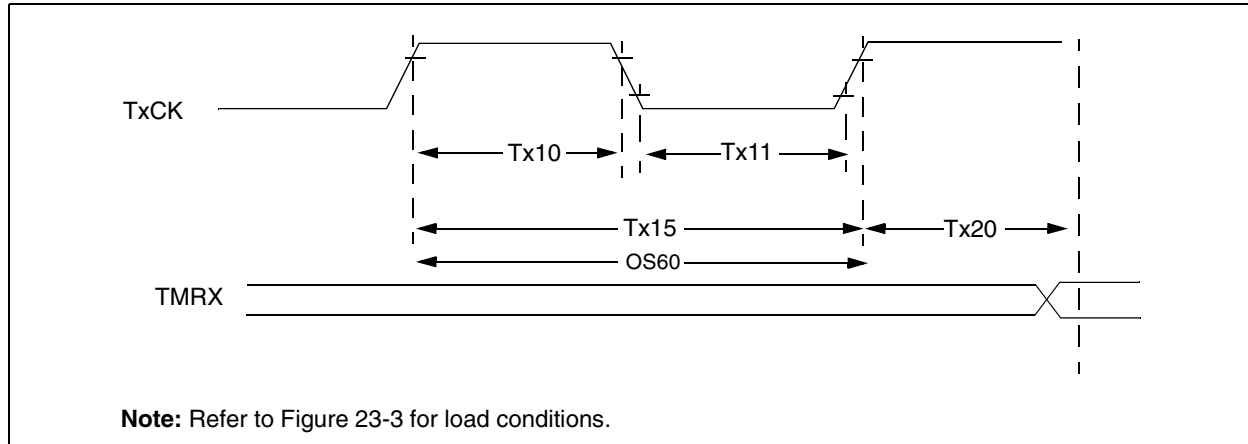 TxCK
Tx10
Tx11
Tx15
Tx20
OS60
TMRX
Note: Refer to Figure 23-3 for load conditions.